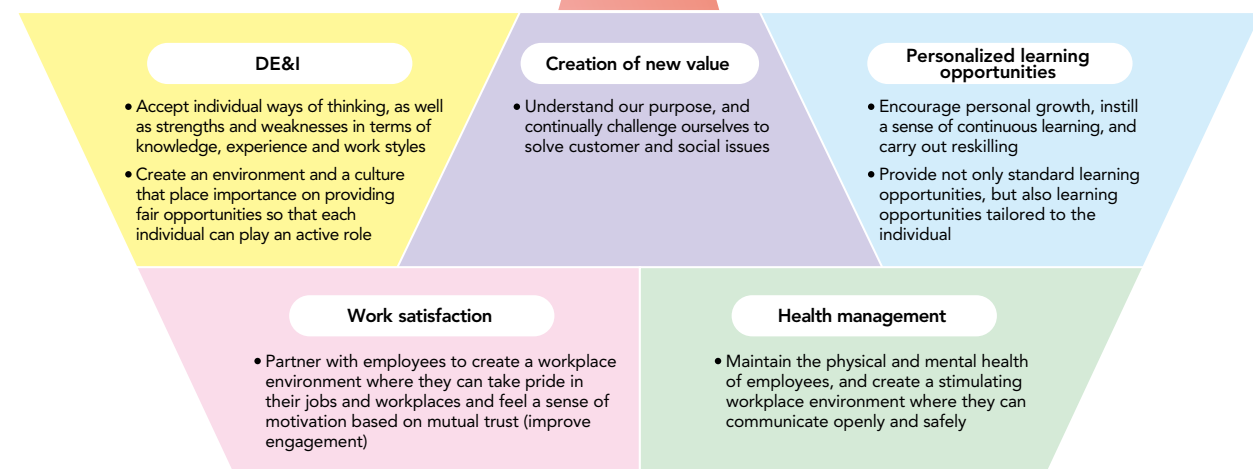 DE&I
• Accept individual ways of thinking, as well
as strengths and weaknesses in terms of
knowledge, experience and work styles
• Create an environment and a culture
that place importance on providing
fair opportunities so that each
individual can play an active role
Creation of new value
• Understand our purpose, and
continually challenge ourselves to
solve customer and social issues
Personalized learning
opportunities
• Encourage personal growth, instill
a sense of continuous learning, and
carry out reskilling
• Provide not only standard learning
opportunities, but also learning
opportunities tailored to the
individual
Work satisfaction
• Partner with employees to create a workplace
environment where they can take pride in
their jobs and workplaces and feel a sense of
motivation based on mutual trust (improve
engagement)
Health management
• Maintain the physical and mental health
of employees, and create a stimulating
workplace environment where they can
communicate openly and safely